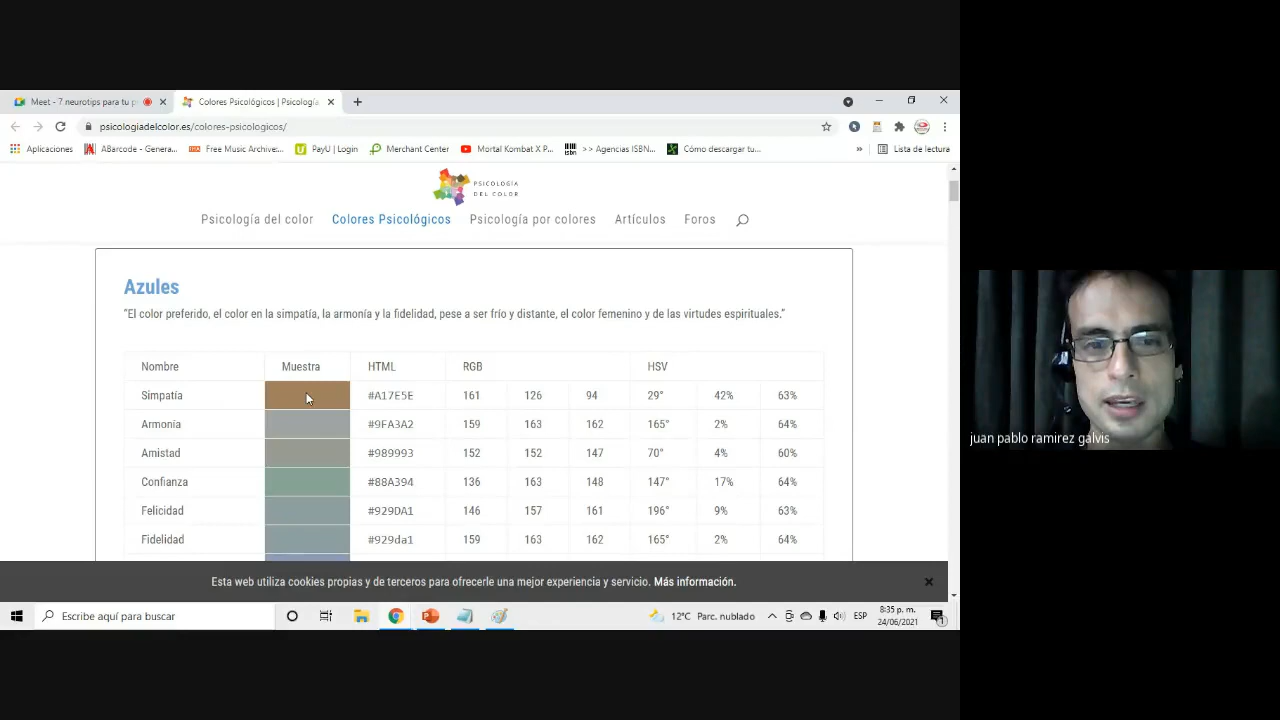 Meet - 7 neurotips para tu p
Colores Psicológicos | Psicología
psicologiadelcolor.es/colores-psicologicos/
Aplicaciones ABarcode - Genera... Free Music Archive... PayU | Login Merchant Center Mortal Kombat X P... >> Agencias ISBN... Cómo descargar tu... » Lista de lectura
PSICOLOGIA
DEL COLOR
Psicología del color Colores Psicológicos Psicología por colores Artículos Foros
Azules
"El color preferido, el color en la simpatía, la armonía y la fidelidad, pese a ser frío y distante, el color femenino y de las virtudes espirituales."
Nombre Muestra HTML RGB HSV
Simpatía #A17E5E 161 126 94 29° 42% 63%
Armonía #9FA3A2 159 163 162 165° 2% 64%
Amistad #989993 152 152 147 70° 4% 60%
Confianza #88A394 136 163 148 147° 17% 64%
Felicidad #929DA1 146 157 161 196° 9% 63%
Fidelidad #929da1 159 163 162 165° 2% 64%
Esta web utiliza cookies propias y de terceros para ofrecerle una mejor experiencia y servicio. Más información.
Escribe aquí para buscar
12°C Parc. nublado
ESP
8:35 p. m.
24/06/2021
juan pablo ramirez galvis